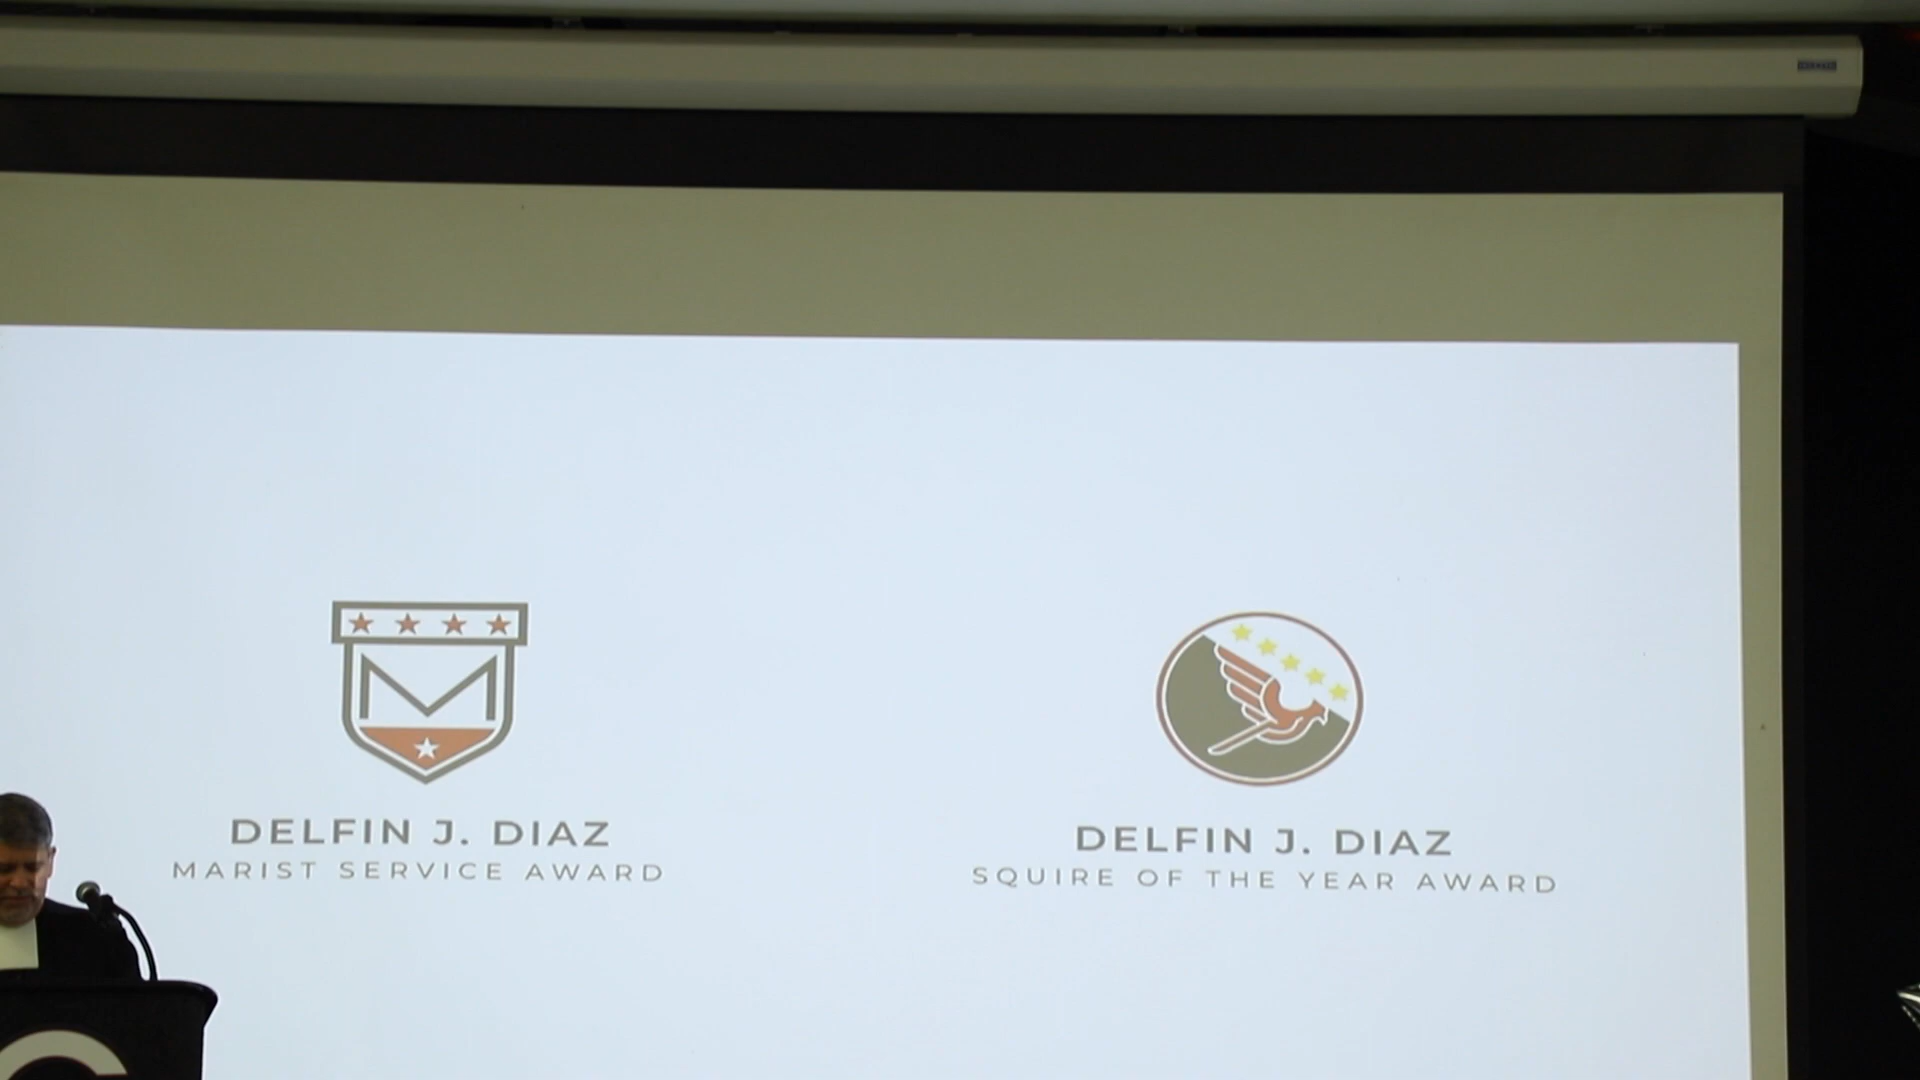 M
DELFIN J. DIAZ
MARIST SERVICE AWARD
DELFIN J. DIAZ
SQUIRE OF THE YEAR AWARD